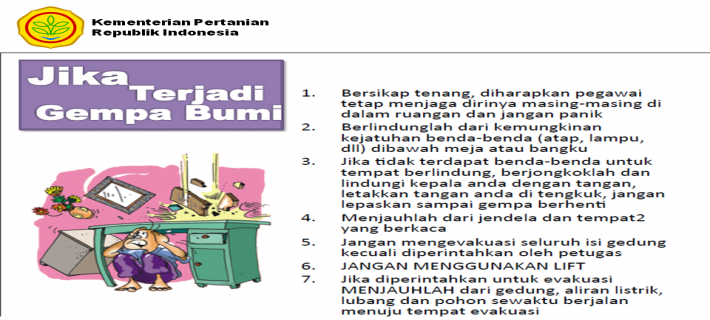 Kementerian Pertanian
Republik Indonesia
Jika
Terjadi
Gempa Bumi
1. Bersikap tenang, diharapkan pegawai
tetap menjaga dirinya masing-masing di
dalam ruangan dan jangan panik
2. Berlindunglah dari kemungkinan
kejatuhan benda-benda (atap, lampu,
dll) dibawah meja atau bangku
3. Jika tidak terdapat benda-benda untuk
tempat berlindung, berjongkoklah dan
lindungi kepala anda dengan tangan,
letakkan tangan anda di tengkuk, jangan
lepaskan sampai gempa berhenti
4. Menjauhlah dari jendela dan tempat2
yang berkaca
5. Jangan mengevakuasi seluruh isi gedung
kecuali diperintahkan oleh petugas
6. JANGAN MENGGUNAKAN LIFT
7. Jika diperintahkan untuk evakuasi
MENJAUHLAH dari gedung, aliran listrik,
lubang dan pohon sewaktu berjalan
menuju tempat evakuasi